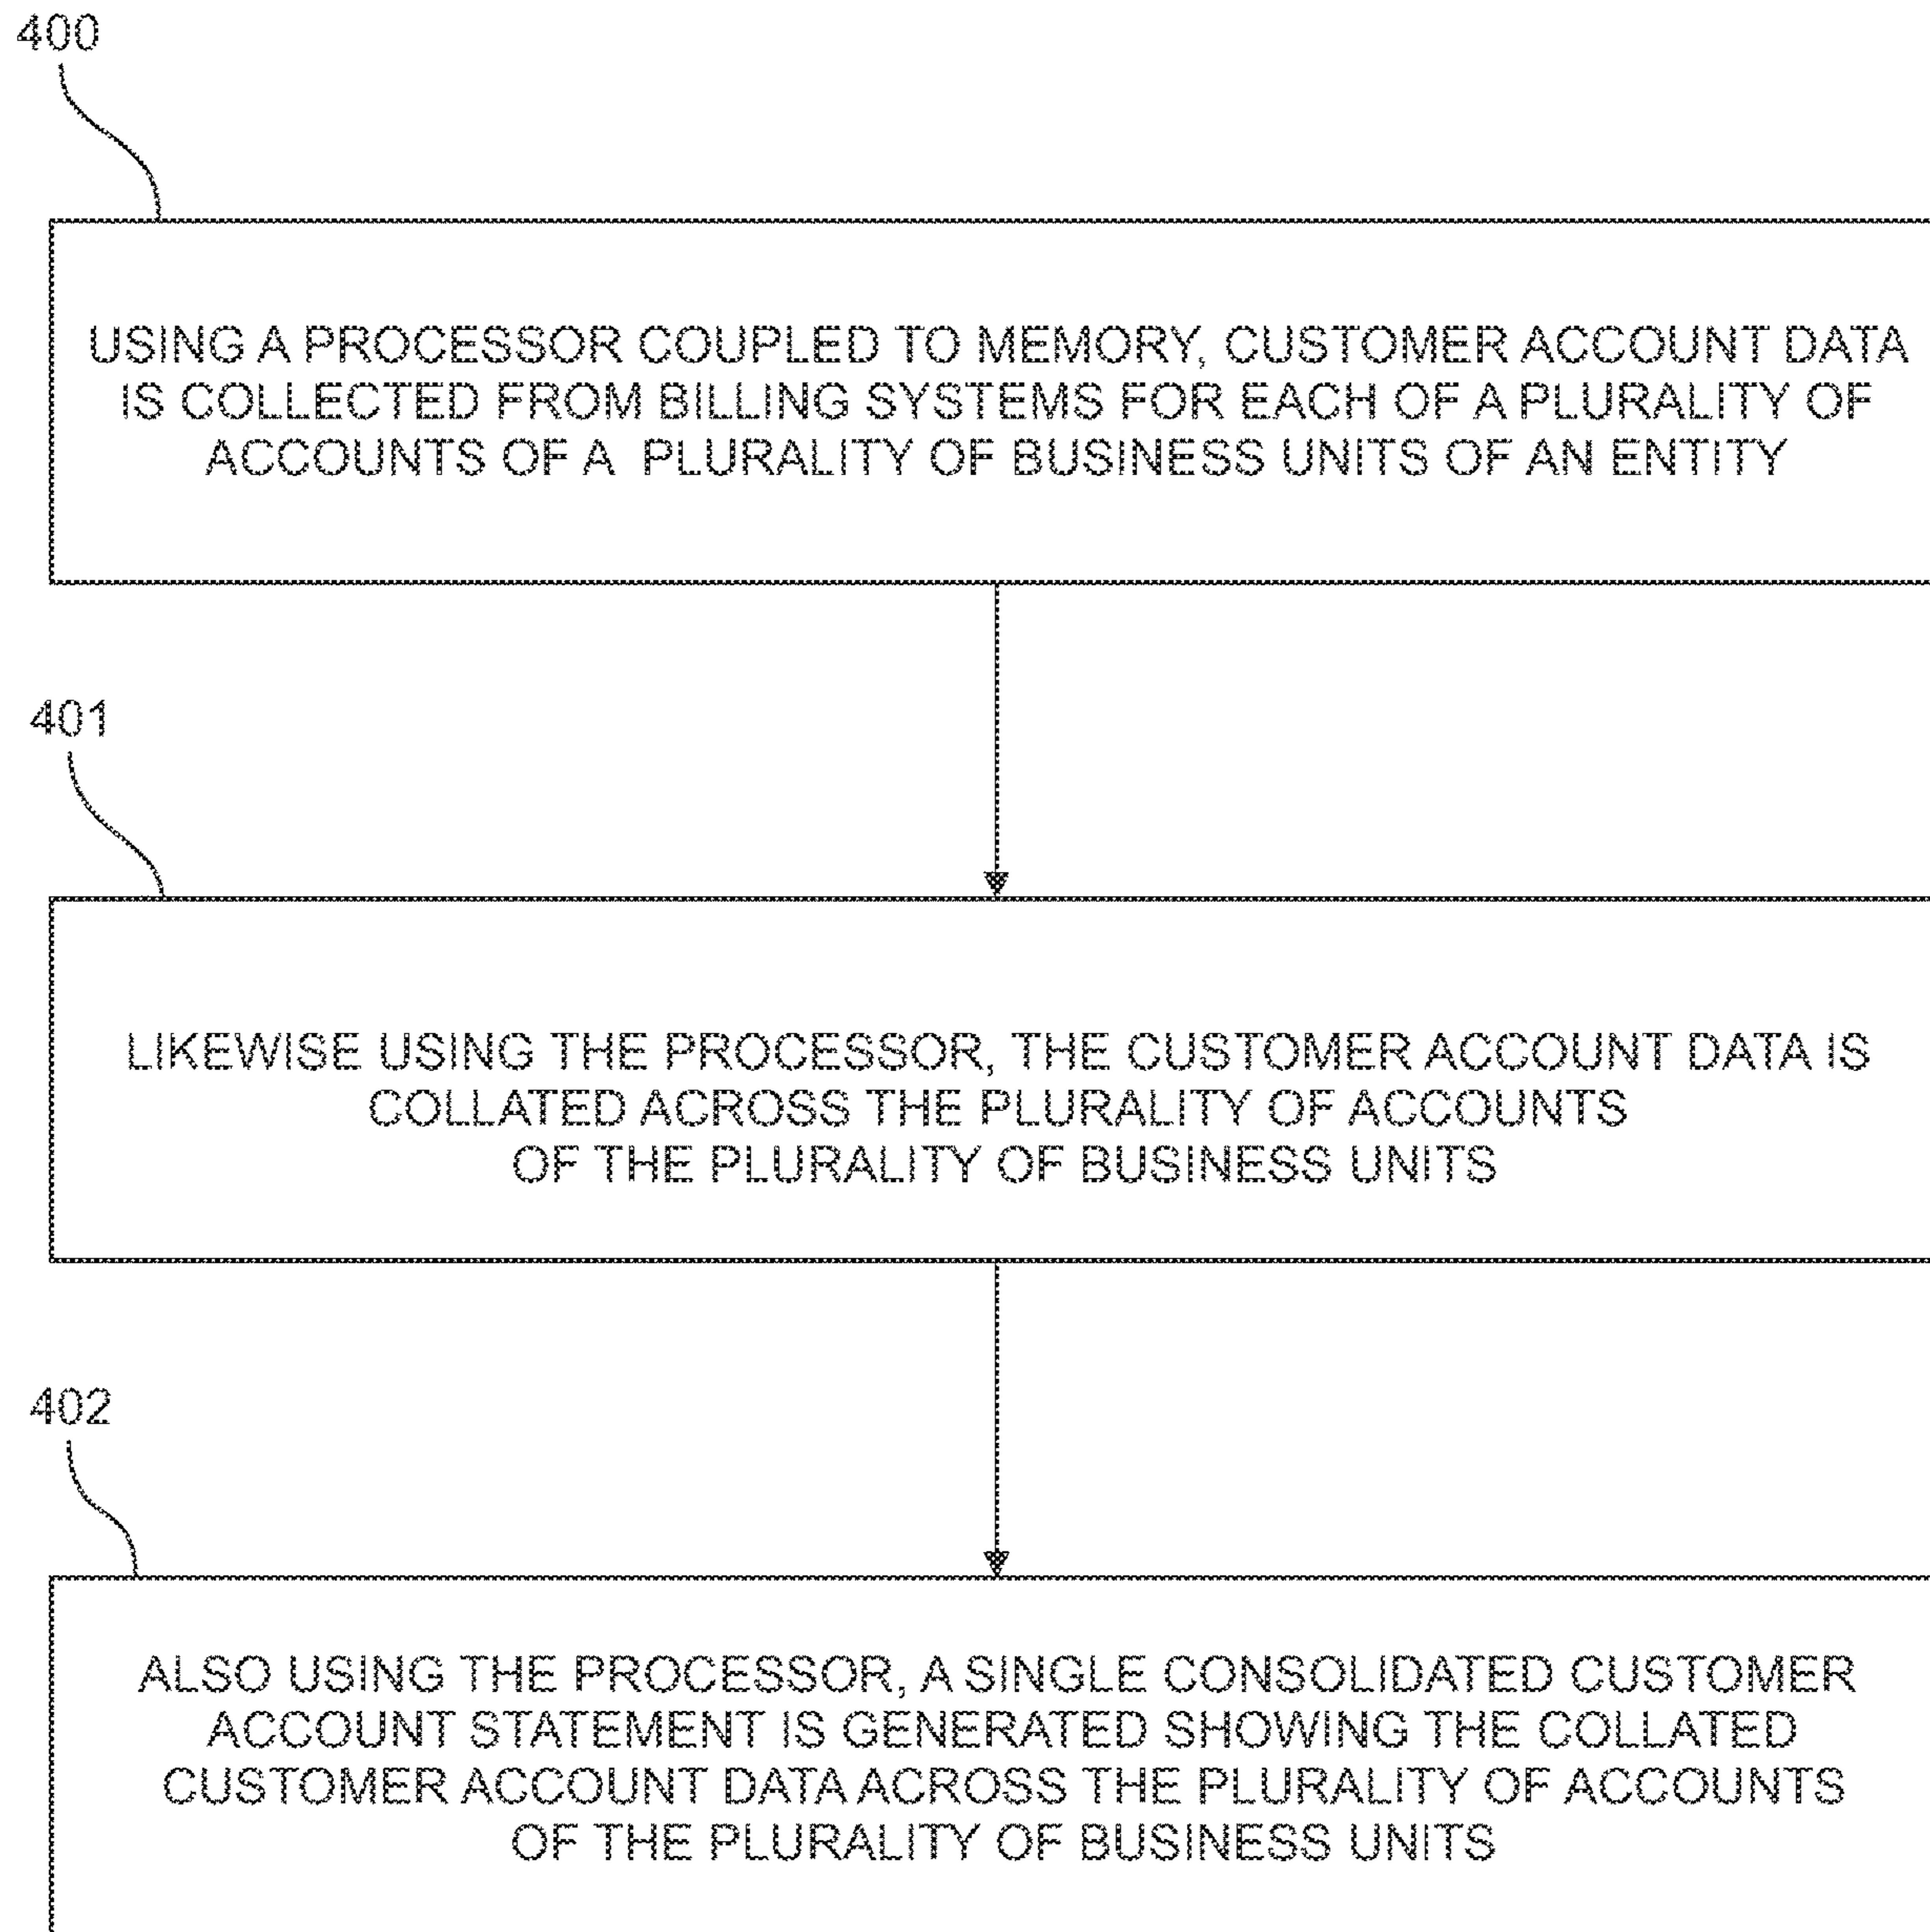 400
USING A PROCESSOR COUPLED TO MEMORY, CUSTOMER ACCOUNT DATA
IS COLLECTED FROM BILLING SYSTEMS FOR EACH OF A PLURALITY OF
ACCOUNTS OF A PLURALITY OF BUSINESS UNITS OF AN ENTITY
401
LIKEWISE USING THE PROCESSOR, THE CUSTOMER ACCOUNT DATA IS
COLLATED ACROSS THE PLURALITY OF ACCOUNTS
OF THE PLURALITY OF BUSINESS UNITS
402
ALSO USING THE PROCESSOR, A SINGLE CONSOLIDATED CUSTOMER
ACCOUNT STATEMENT IS GENERATED SHOWING THE COLLATED
CUSTOMER ACCOUNT DATA ACROSS THE PLURALITY OF ACCOUNTS
OF THE PLURALITY OF BUSINESS UNITS